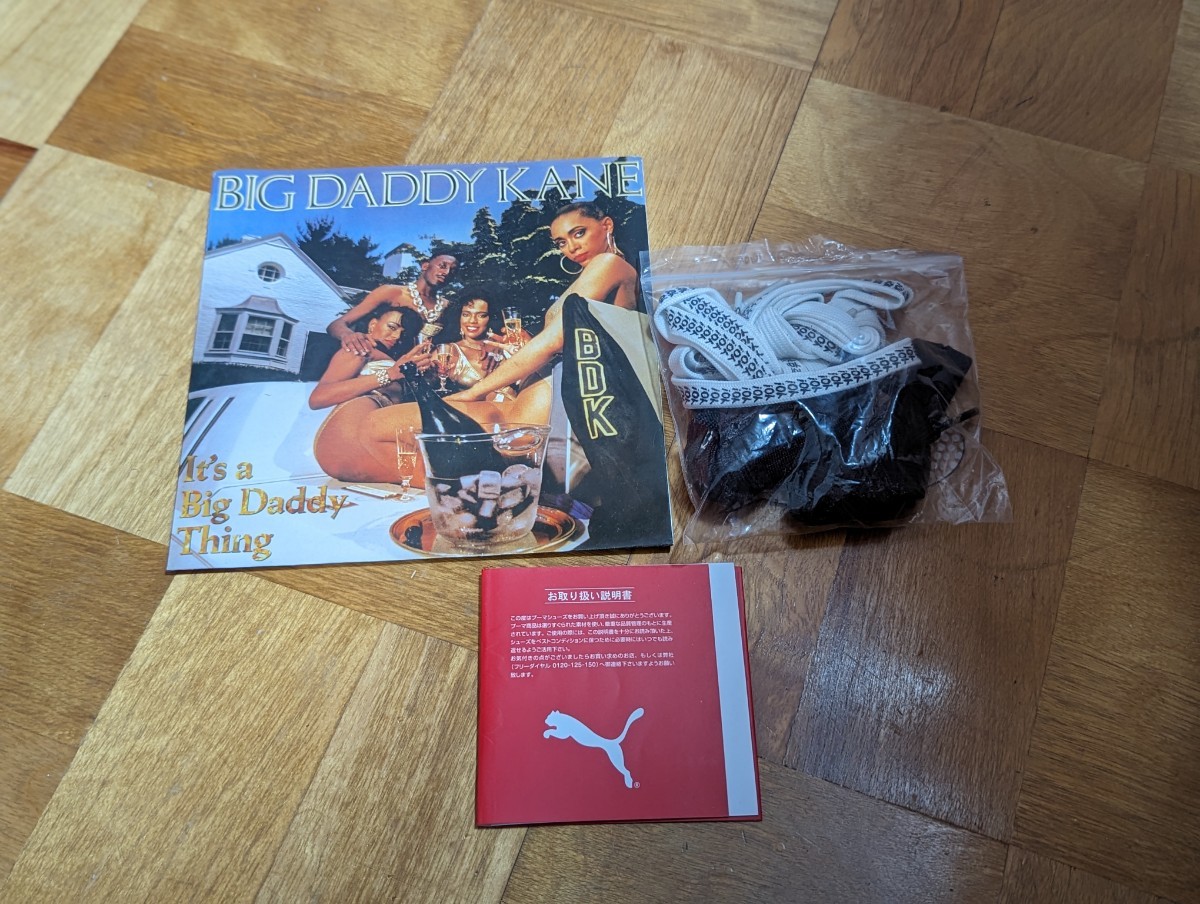 BIG DADDY KANE
BDK
It's a
Big Daddy
Thing
お取り扱い説明書
この度はプーマシューズをお買い上げ頂き誠にありがとうございます。
プーマ商品は選りすぐられた素材を使い、厳重な品質管理のもとに生産
されています。ご使用の際には、この説明書を十分にお読み頂いた上、
シューズをベストコンディションに保つために必要時にはいつでも読み
返せるようご活用下さい。
お気付きの点がございましたらお買い求めのお店、もしくは弊社
(フリーダイヤル 0120-125-150)へ御連絡下さいますようお願い
致します。